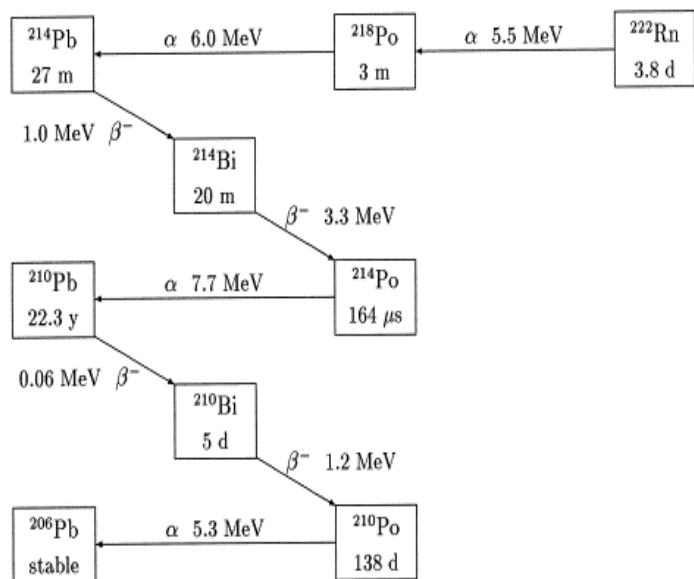 ²¹⁴Pb
27 m
α 6.0 MeV
²¹⁸Po
3 m
α 5.5 MeV
²²²Rn
3.8 d
1.0 MeV β⁻
²¹⁴Bi
20 m
β⁻ 3.3 MeV
²¹⁰Pb
22.3 y
α 7.7 MeV
²¹⁴Po
164 μs
0.06 MeV β⁻
²¹⁰Bi
5 d
β⁻ 1.2 MeV
²⁰⁶Pb
stable
α 5.3 MeV
²¹⁰Po
138 d